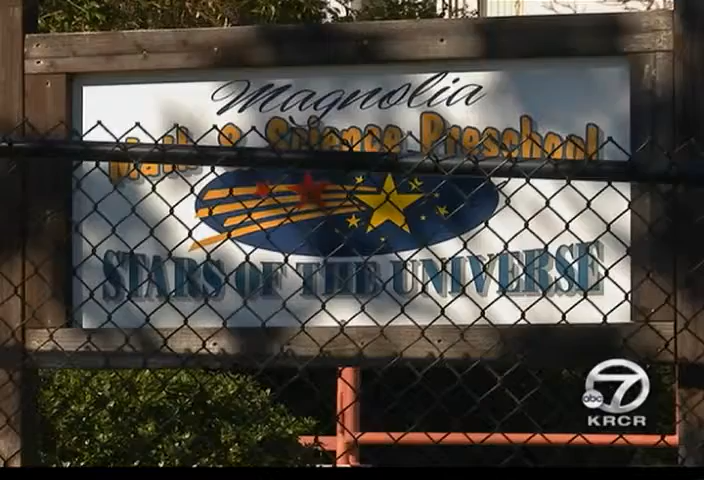 Magnolia
Math & Science Preschool
STARS OF THE UNIVERSE
abc 7
KRCR